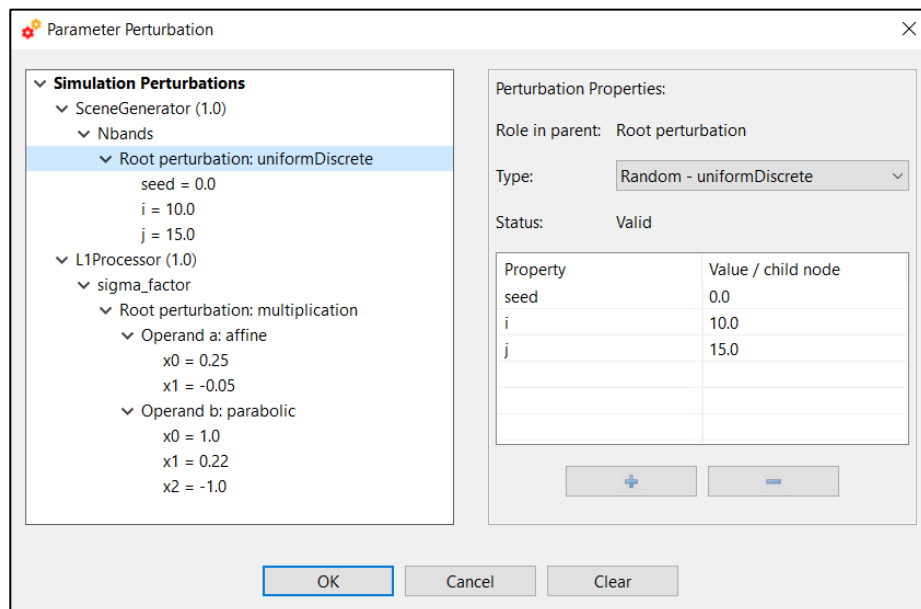 Parameter Perturbation
Simulation Perturbations
SceneGenerator (1.0)
Nbands
Root perturbation: uniformDiscrete
seed = 0.0
i = 10.0
j = 15.0
L1Processor (1.0)
sigma_factor
Root perturbation: multiplication
Operand a: affine
x0 = 0.25
x1 = -0.05
Operand b: parabolic
x0 = 1.0
x1 = 0.22
x2 = -1.0
Perturbation Properties:
Role in parent: Root perturbation
Type: Random - uniformDiscrete
Status: Valid
Property Value / child node
seed 0.0
i 10.0
j 15.0
OK Cancel Clear